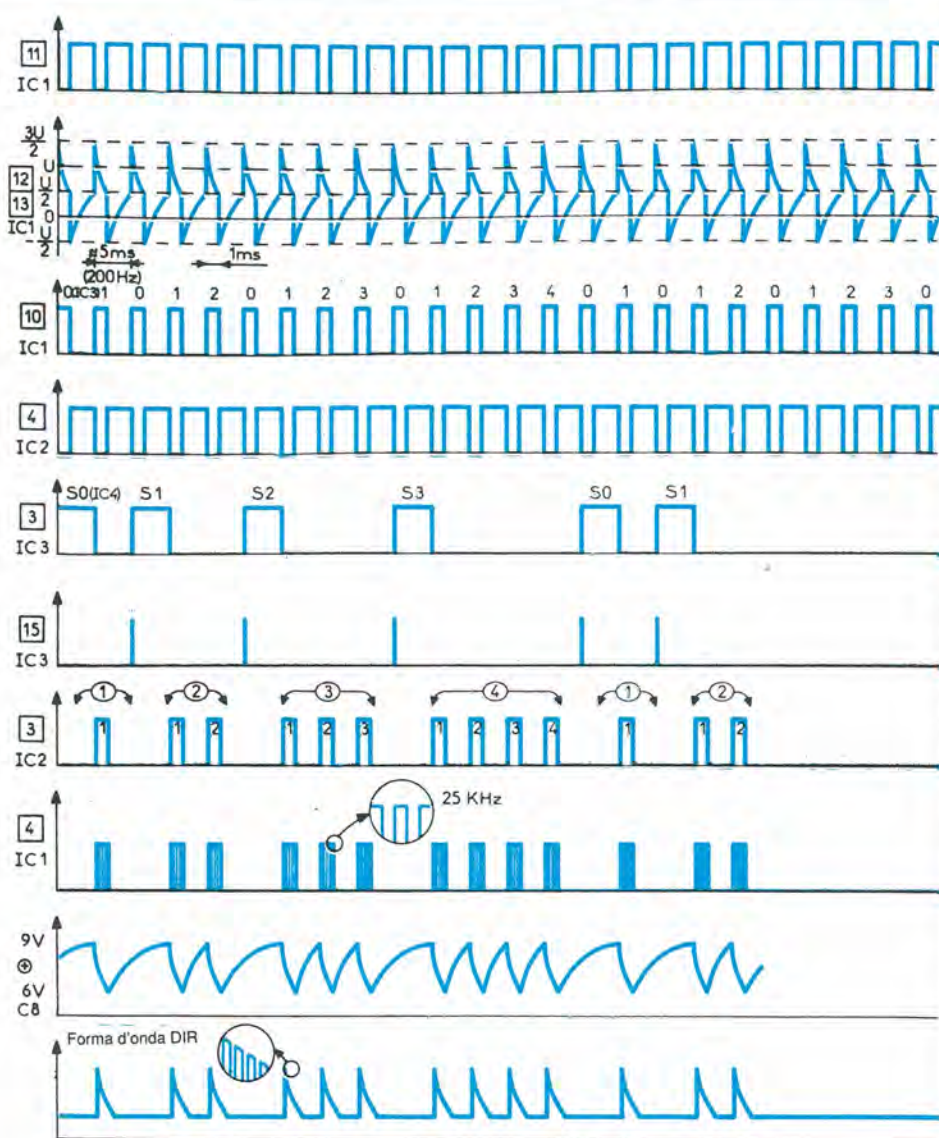 11
IC1
3U
2
U
12
U
2
13
0
IC1
U
2
#5ms
(200Hz)
1ms
10
IC1
0(IC3) 1 0 1 2 0 1 2 3 0 1 2 3 4 0 1 0 1 2 0 1 2 3 0
4
IC2
3
IC3
S0(IC4) S1 S2 S3 S0 S1
15
IC3
1 2 3 4 1 2
3
IC2
1 1 2 1 2 3 1 2 3 4 1 1 2
4
IC1
25 KHz
9V
⊕
6V
C8
Forma d'onda DIR